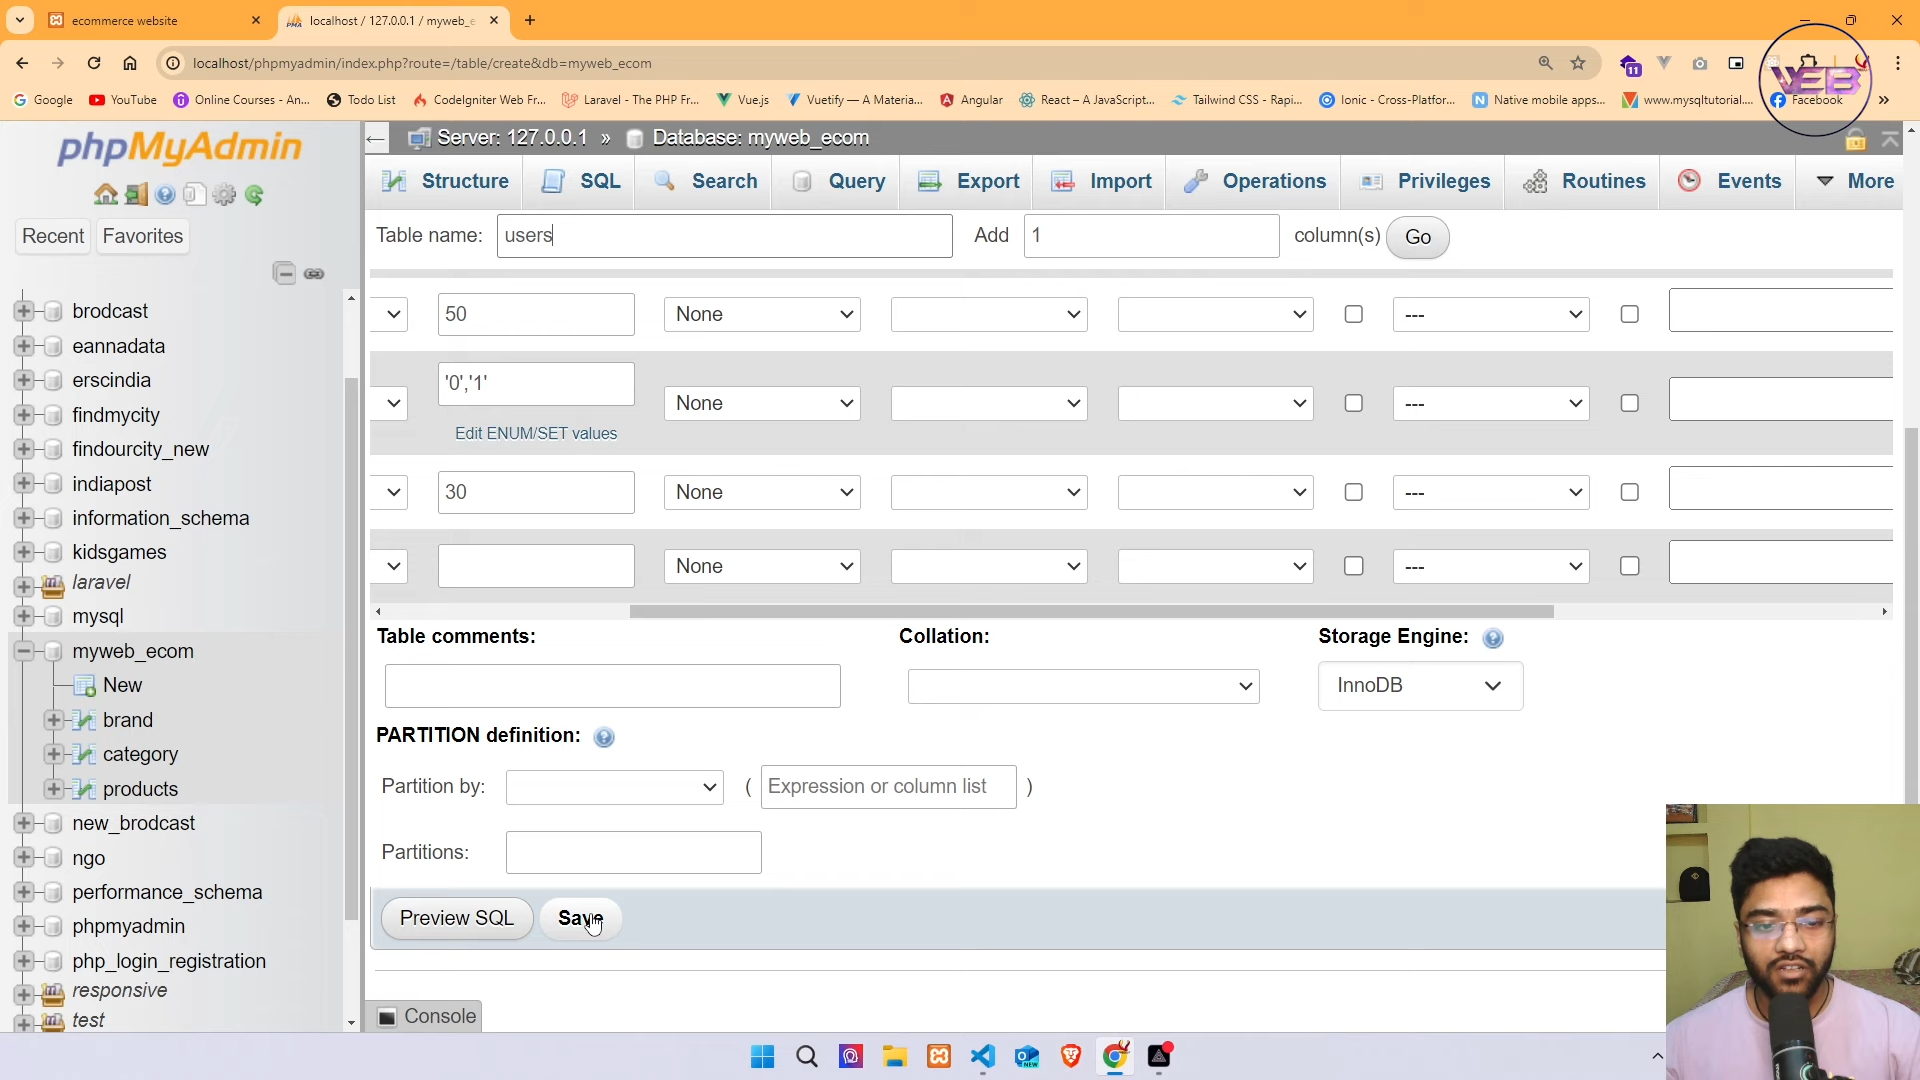 ecommerce website
localhost / 127.0.0.1 / myweb_e
localhost/phpmyadmin/index.php?route=/table/create&db=myweb_ecom
11
WEB
Google
YouTube
Online Courses - An...
Todo List
CodeIgniter Web Fr...
Laravel - The PHP Fr...
Vue.js
Vuetify — A Materia...
Angular
React – A JavaScript...
Tailwind CSS - Rapi...
Ionic - Cross-Platfor...
Native mobile apps...
www.mysqltutorial....
Facebook
phpMyAdmin
Recent
Favorites
brodcast
eannadata
erscindia
findmycity
findourcity_new
indiapost
information_schema
kidsgames
laravel
mysql
myweb_ecom
New
brand
category
products
new_brodcast
ngo
performance_schema
phpmyadmin
php_login_registration
responsive
test
Server: 127.0.0.1 » Database: myweb_ecom
Structure
SQL
Search
Query
Export
Import
Operations
Privileges
Routines
Events
More
Table name: users Add 1 column(s) Go
50 None ---
'0','1' None ---
Edit ENUM/SET values
30 None ---
None ---
Table comments: Collation: Storage Engine:
InnoDB
PARTITION definition:
Partition by: ( Expression or column list )
Partitions:
Preview SQL Save
Console
NEW